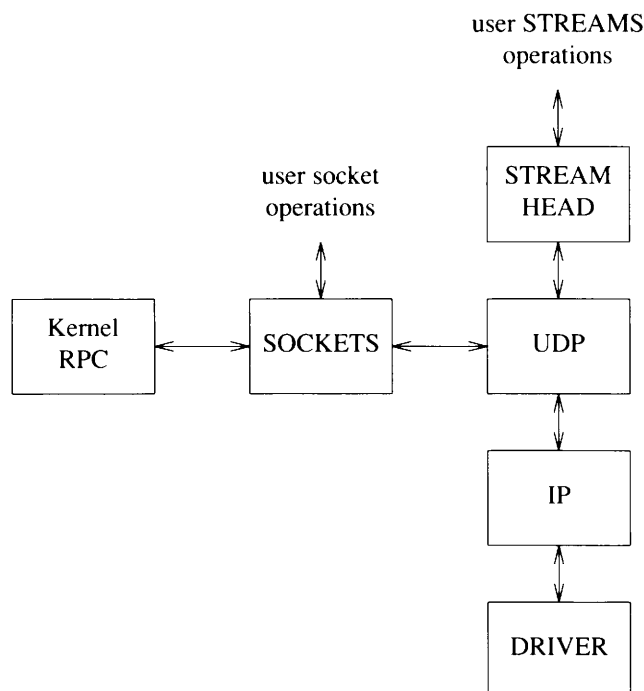 user STREAMS
operations
STREAM
HEAD
user socket
operations
Kernel
RPC
SOCKETS
UDP
IP
DRIVER